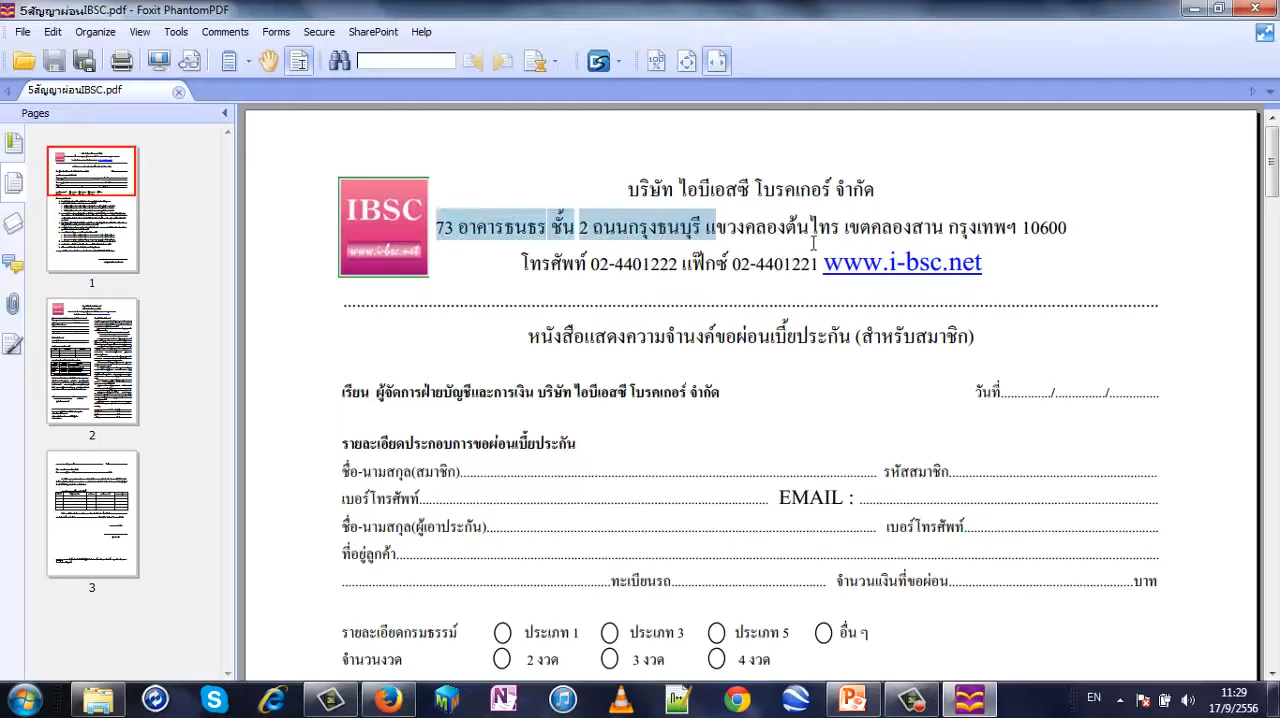 5สัญญาผ่อนIBSC.pdf - Foxit PhantomPDF
File Edit Organize View Tools Comments Forms Secure SharePoint Help
5สัญญาผ่อนIBSC.pdf
Pages
1
2
3
IBSC
www.i-bsc.net
บริษัท ไอบีเอสซี โบรคเกอร์ จำกัด
73 อาคารธนธร ชั้น 2 ถนนกรุงธนบุรี แขวงคลองต้นไทร เขตคลองสาน กรุงเทพฯ 10600
โทรศัพท์ 02-4401222 แฟ๊กซ์ 02-4401221 www.i-bsc.net
หนังสือแสดงความจำนงค์ขอผ่อนเบี้ยประกัน (สำหรับสมาชิก)
เรียน ผู้จัดการฝ่ายบัญชีและการเงิน บริษัท ไอบีเอสซี โบรคเกอร์ จำกัด วันที่............../............../..............
รายละเอียดประกอบการขอผ่อนเบี้ยประกัน
ชื่อ-นามสกุล(สมาชิก)..............รหัสสมาชิก..............
เบอร์โทรศัพท์..............EMAIL : ..............
ชื่อ-นามสกุล(ผู้เอาประกัน)..............เบอร์โทรศัพท์..............
ที่อยู่ลูกค้า..............
..............ทะเบียนรถ..............จำนวนเงินที่ขอผ่อน..............บาท
รายละเอียดกรมธรรม์ ประเภท 1 ประเภท 3 ประเภท 5 อื่น ๆ
จำนวนงวด 2 งวด 3 งวด 4 งวด
EN 11:29
17/9/2556